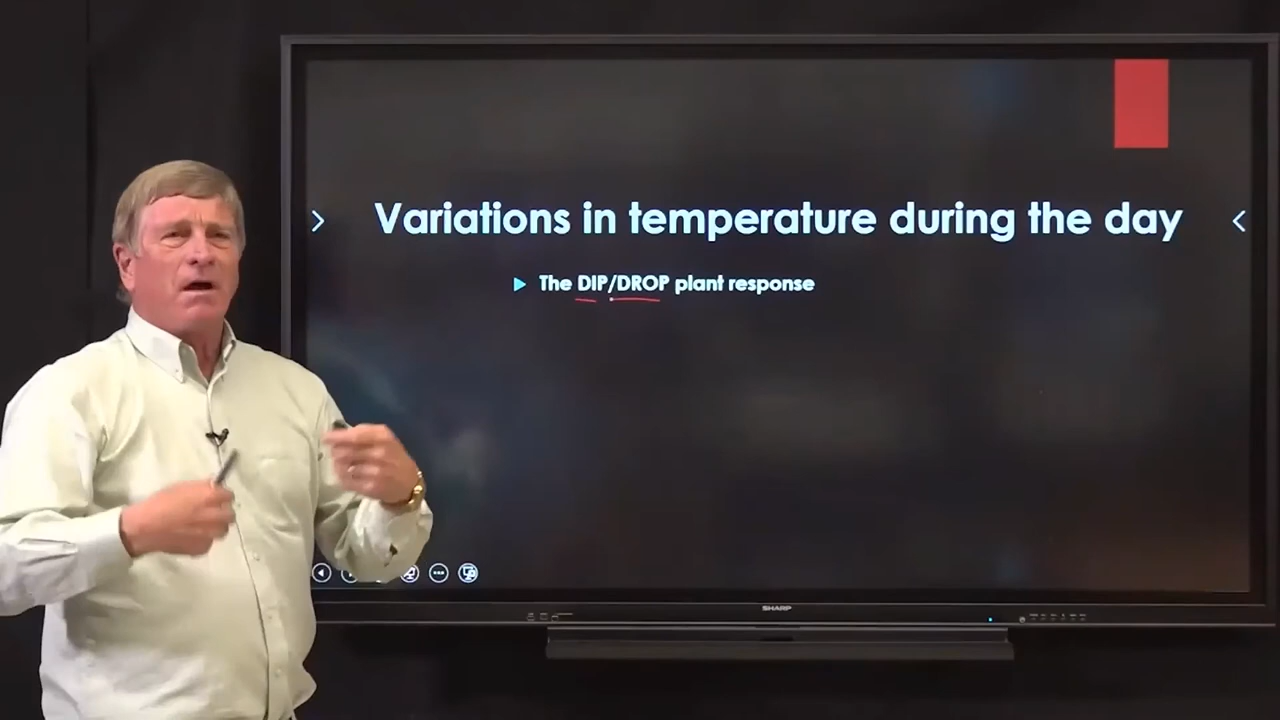 Variations in temperature during the day
The DIP/DROP plant response
SHARP